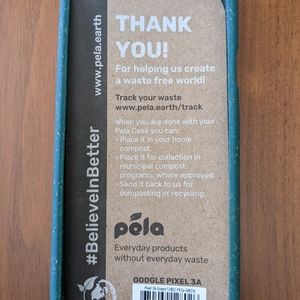 THANK
YOU!
For helping us create
a waste free world!
Track your waste
www.pela.earth/track
When you are done with your
Pela Case you can:
- Place it in your home
compost.
- Place it for collection in
municipal compost
programs, where approved.
- Send it back to us for
composting or recycling.
pela
Everyday products
without everyday waste
GOOGLE PIXEL 3A
#BelieveInBetter
www.pela.earth